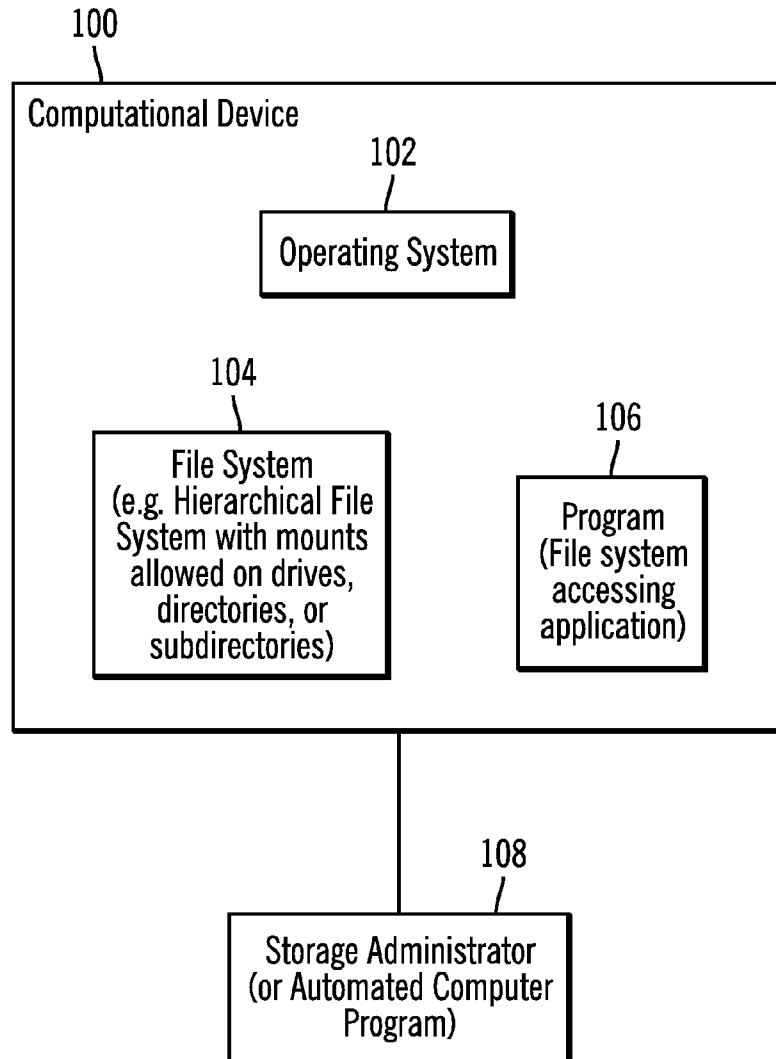 100
Computational Device
102
Operating System
104
File System
(e.g. Hierarchical File
System with mounts
allowed on drives,
directories, or
subdirectories)
106
Program
(File system
accessing
application)
108
Storage Administrator
(or Automated Computer
Program)